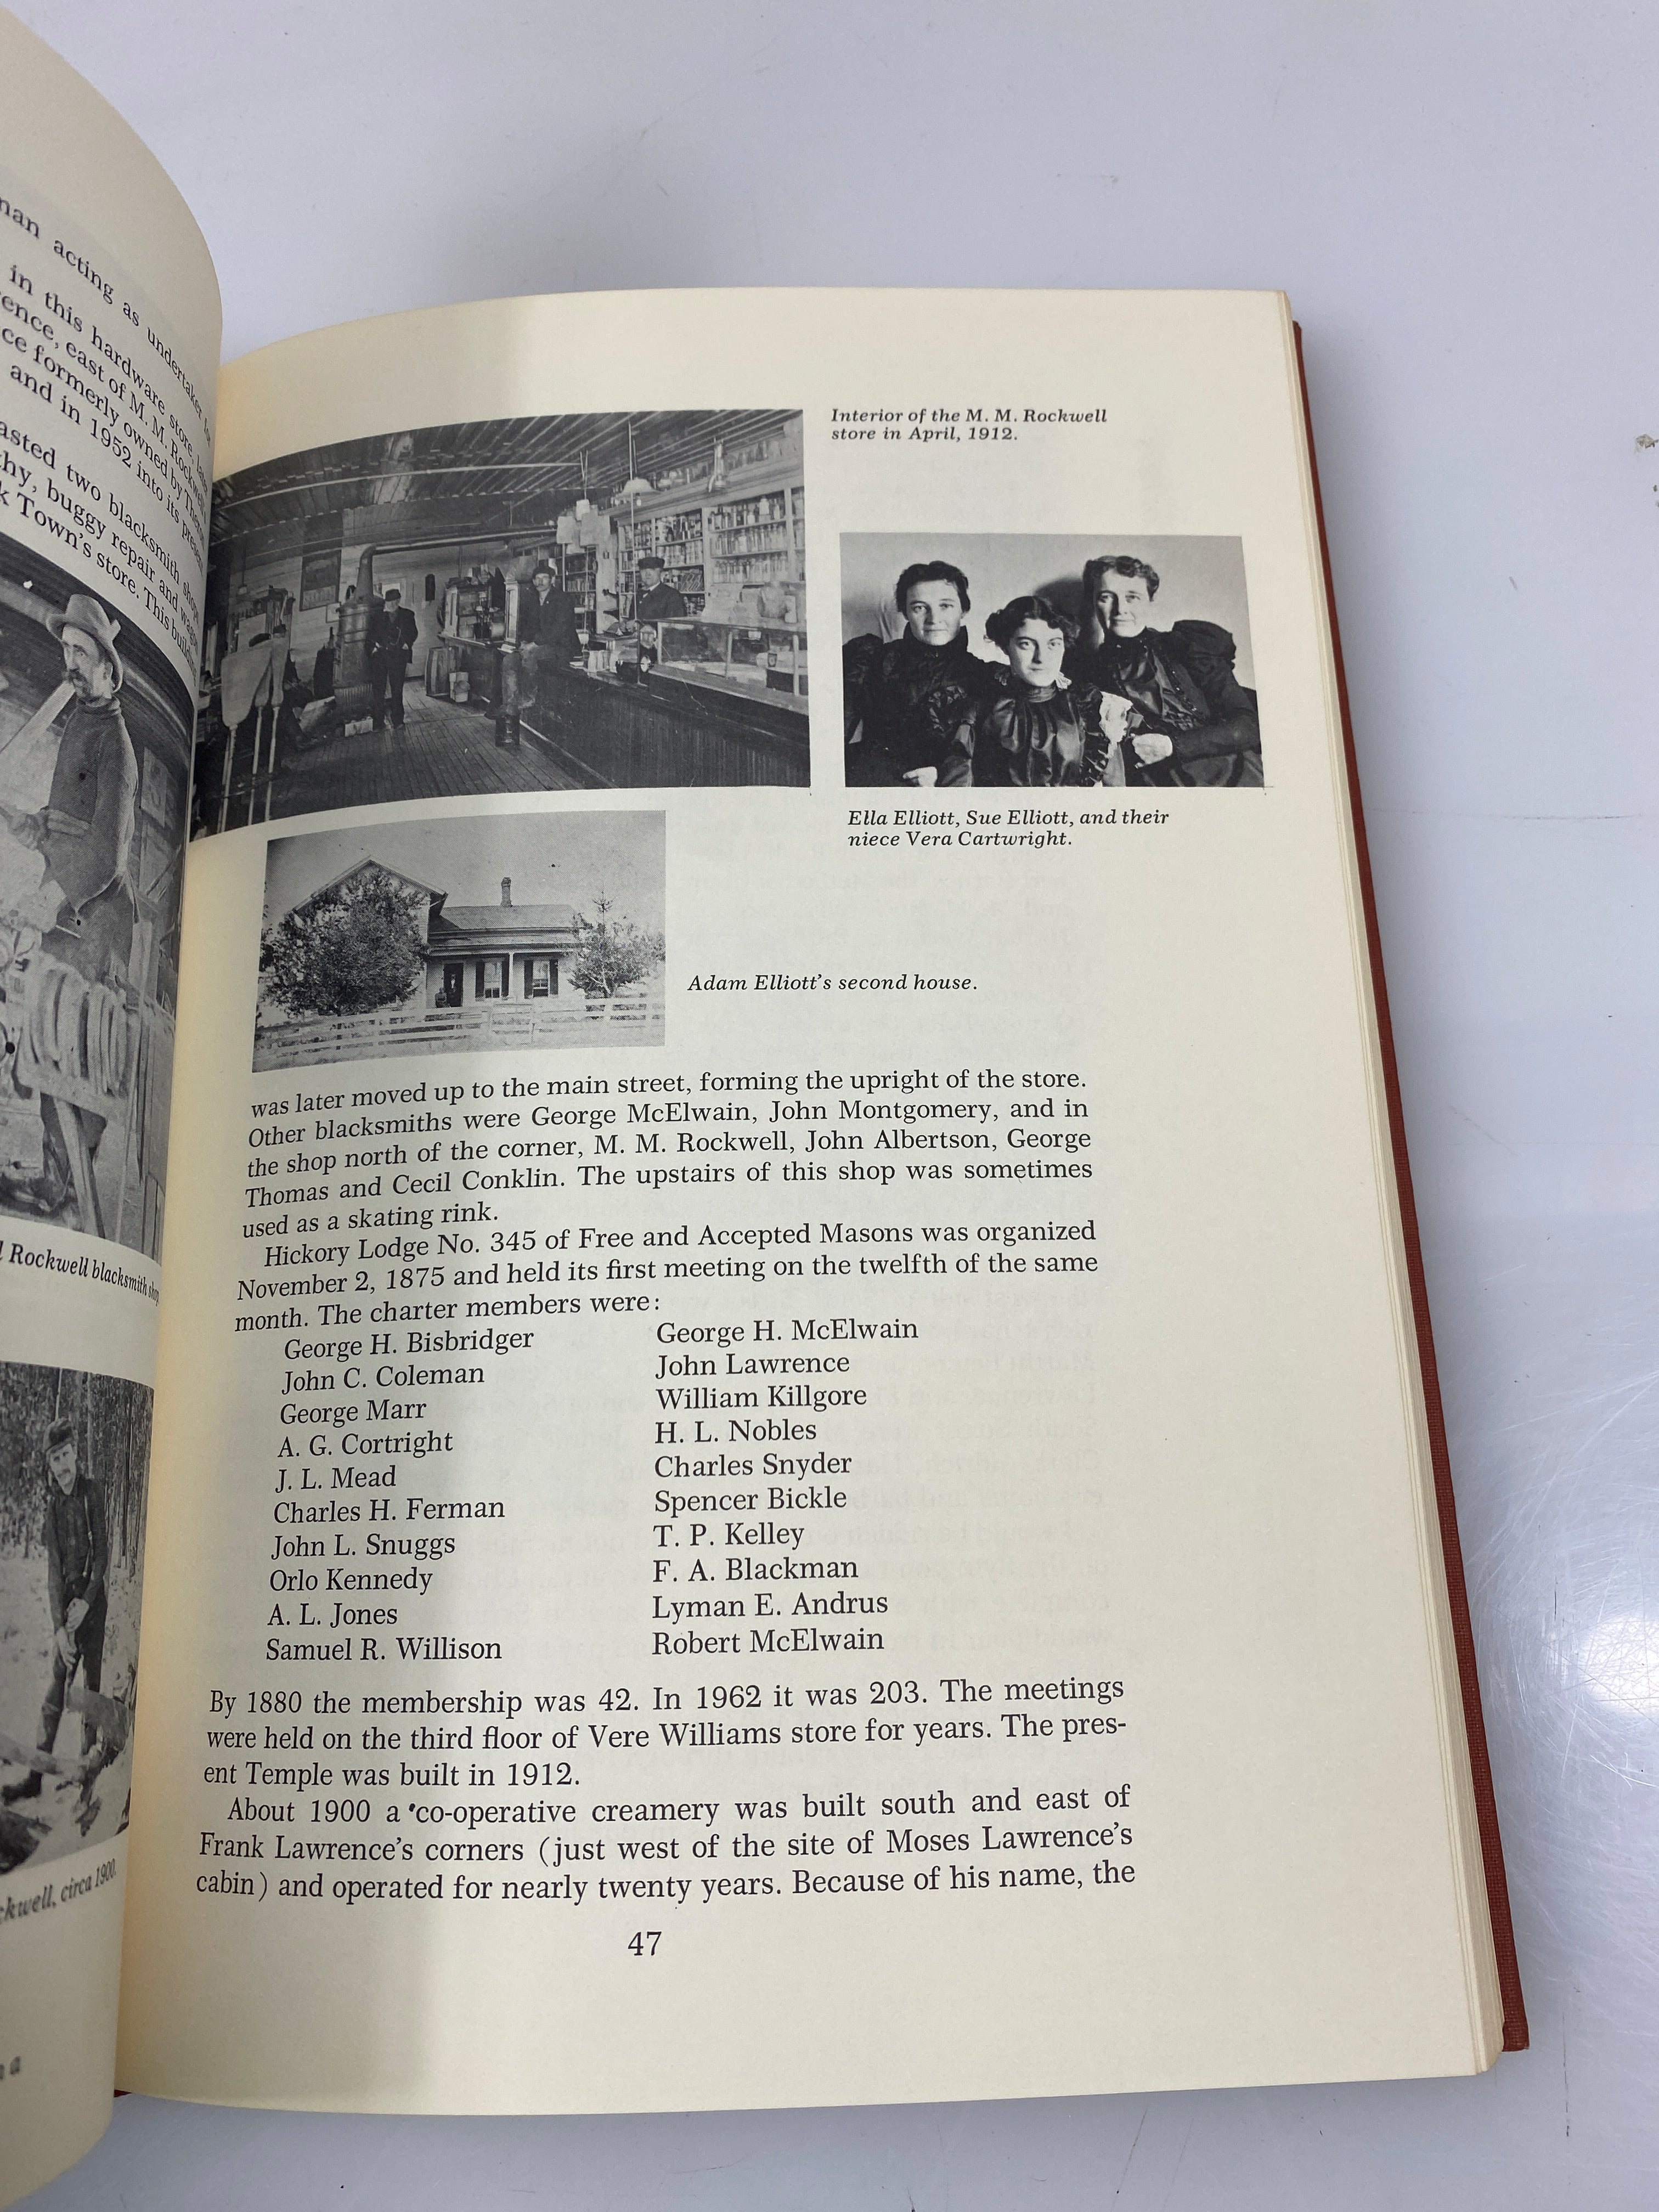 nan acting as undertaker for
in this hardware store, later
ence, east of M. M. Rockwell's
ce formerly owned by Thomas
and in 1952 into its present
asted two blacksmith shops
thy, buggy repair and wagon
k Town's store. This building
Rockwell blacksmith shop
ckwell, circa 1900.
Interior of the M. M. Rockwell
store in April, 1912.
Ella Elliott, Sue Elliott, and their
niece Vera Cartwright.
Adam Elliott's second house.
was later moved up to the main street, forming the upright of the store.
Other blacksmiths were George McElwain, John Montgomery, and in
the shop north of the corner, M. M. Rockwell, John Albertson, George
Thomas and Cecil Conklin. The upstairs of this shop was sometimes
used as a skating rink.
Hickory Lodge No. 345 of Free and Accepted Masons was organized
November 2, 1875 and held its first meeting on the twelfth of the same
month. The charter members were:
George H. Bisbridger
John C. Coleman
George Marr
A. G. Cortright
J. L. Mead
Charles H. Ferman
John L. Snuggs
Orlo Kennedy
A. L. Jones
Samuel R. Willison
George H. McElwain
John Lawrence
William Killgore
H. L. Nobles
Charles Snyder
Spencer Bickle
T. P. Kelley
F. A. Blackman
Lyman E. Andrus
Robert McElwain
By 1880 the membership was 42. In 1962 it was 203. The meetings
were held on the third floor of Vere Williams store for years. The pres-
ent Temple was built in 1912.
About 1900 a co-operative creamery was built south and east of
Frank Lawrence's corners (just west of the site of Moses Lawrence's
cabin) and operated for nearly twenty years. Because of his name, the
47